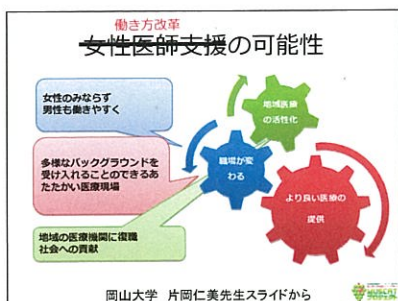 働き方改革
女性医師支援の可能性
女性のみならず
男性も働きやすく
多様なバックグラウンドを
受け入れることのできるあ
たたかい医療現場
地域の医療機関に復職
社会への貢献
地域医療
の活性化
職場が変
わる
より良い医療の
提供
岡山大学 片岡仁美先生スライドから